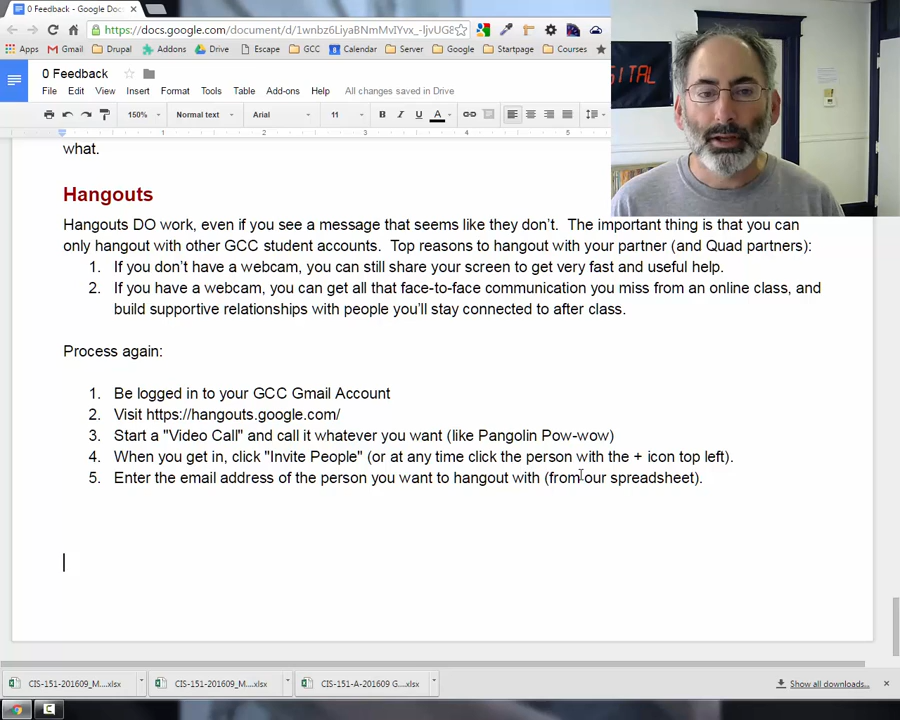 0 Feedback - Google Doc
https://docs.google.com/document/d/1wnbz6LiyaBNmMvIYvx_-ljvUG8
Apps Gmail Drupal Addons Drive Escape GCC Calendar Server Google Startpage Courses
0 Feedback
File Edit View Insert Format Tools Table Add-ons Help All changes saved in Drive
150% Normal text Arial 11 B I U A
1 2 3 4 5
what.
Hangouts
Hangouts DO work, even if you see a message that seems like they don’t. The important thing is that you can
only hangout with other GCC student accounts. Top reasons to hangout with your partner (and Quad partners):
1. If you don’t have a webcam, you can still share your screen to get very fast and useful help.
2. If you have a webcam, you can get all that face-to-face communication you miss from an online class, and
build supportive relationships with people you’ll stay connected to after class.
Process again:
1. Be logged in to your GCC Gmail Account
2. Visit https://hangouts.google.com/
3. Start a "Video Call" and call it whatever you want (like Pangolin Pow-wow)
4. When you get in, click "Invite People" (or at any time click the person with the + icon top left).
5. Enter the email address of the person you want to hangout with (from our spreadsheet).
CIS-151-201609_M....xlsx CIS-151-201609_M....xlsx CIS-151-A-201609 G....xlsx Show all downloads...